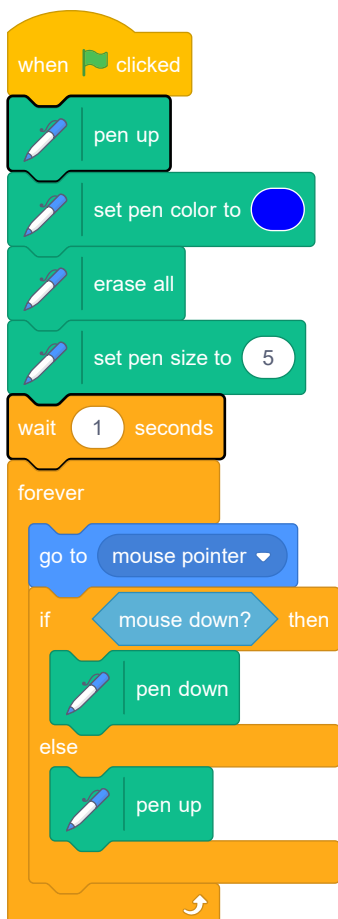 when clicked
pen up
set pen color to
erase all
set pen size to 5
wait 1 seconds
forever
go to mouse pointer
if mouse down? then
pen down
else
pen up